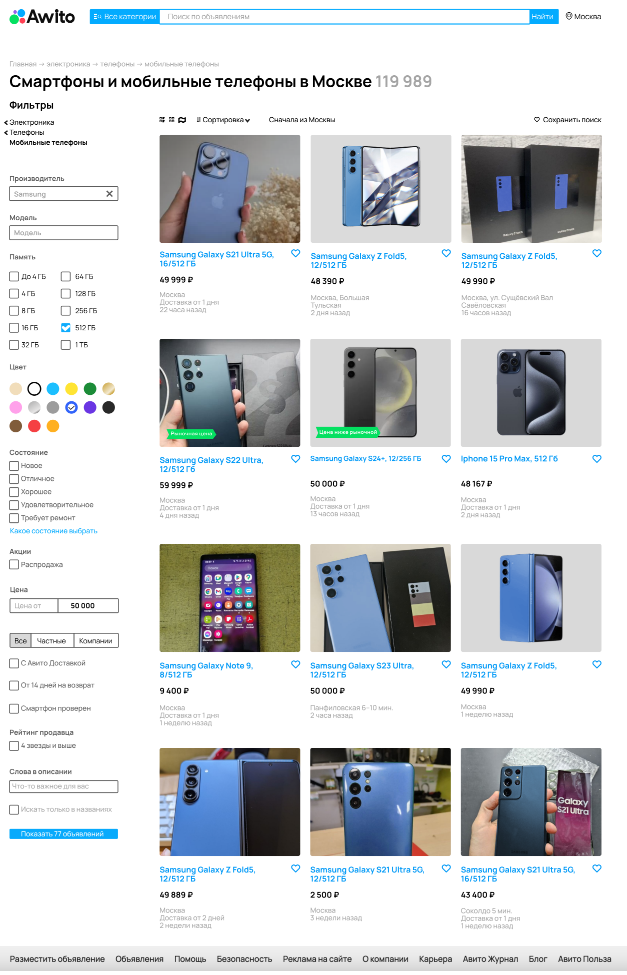 Awito
Все категории
Поиск по объявлениям
Найти
Москва
Главная → электроника → телефоны → мобильные телефоны
Смартфоны и мобильные телефоны в Москве 119 989
Фильтры
Электроника
Телефоны
Мобильные телефоны
Сортировка
Сначала из Москвы
Сохранить поиск
Производитель
Samsung
Модель
Модель
Память
До 4 ГБ
64 ГБ
4 ГБ
128 ГБ
8 ГБ
256 ГБ
16 ГБ
512 ГБ
32 ГБ
1 ТБ
Цвет
Состояние
Новое
Отличное
Хорошее
Удовлетворительное
Требует ремонт
Какое состояние выбрать
Акции
Распродажа
Цена
Цена от
50 000
Все
Частные
Компании
С Авито Доставкой
От 14 дней на возврат
Смартфон проверен
Рейтинг продавца
4 звезды и выше
Слова в описании
Что-то важное для вас
Искать только в названиях
Показать 77 объявлений
Samsung Galaxy S21 Ultra 5G,
16/512 ГБ
49 999 ₽
Москва
Доставка от 1 дня
22 часа назад
Samsung Galaxy Z Fold5,
12/512 ГБ
48 390 ₽
Москва, Большая
Тульская
2 дня назад
Samsung Galaxy Z Fold5,
12/512 ГБ
49 990 ₽
Москва, ул. Сущёвский Вал
Савёловская
16 часов назад
Рыночная цена
Samsung Galaxy S22 Ultra,
12/512 ГБ
59 999 ₽
Москва
Доставка от 1 дня
4 дня назад
Цена ниже рыночной
Samsung Galaxy S24+, 12/256 ГБ
50 000 ₽
Москва
Доставка от 1 дня
13 часов назад
Iphone 15 Pro Max, 512 Гб
48 167 ₽
Москва
Доставка от 1 дня
2 дня назад
Samsung Galaxy Note 9,
8/512 ГБ
9 400 ₽
Москва
Доставка от 1 дня
1 неделю назад
Samsung Galaxy S23 Ultra,
12/512 ГБ
50 000 ₽
Панфиловская 6–10 мин.
2 часа назад
Samsung Galaxy Z Fold5,
12/512 ГБ
49 990 ₽
Москва
1 неделю назад
Samsung Galaxy Z Fold5,
12/512 ГБ
49 889 ₽
Москва
Доставка от 2 дней
2 недели назад
Samsung Galaxy S21 Ultra 5G,
12/512 ГБ
2 500 ₽
Москва
3 недели назад
Galaxy
S21 Ultra
Samsung Galaxy S21 Ultra 5G,
16/512 ГБ
43 400 ₽
Соколдо 5 мин.
Доставка от 1 дня
1 неделю назад
Разместить объявление
Объявления
Помощь
Безопасность
Реклама на сайте
О компании
Карьера
Авито Журнал
Блог
Авито Польза